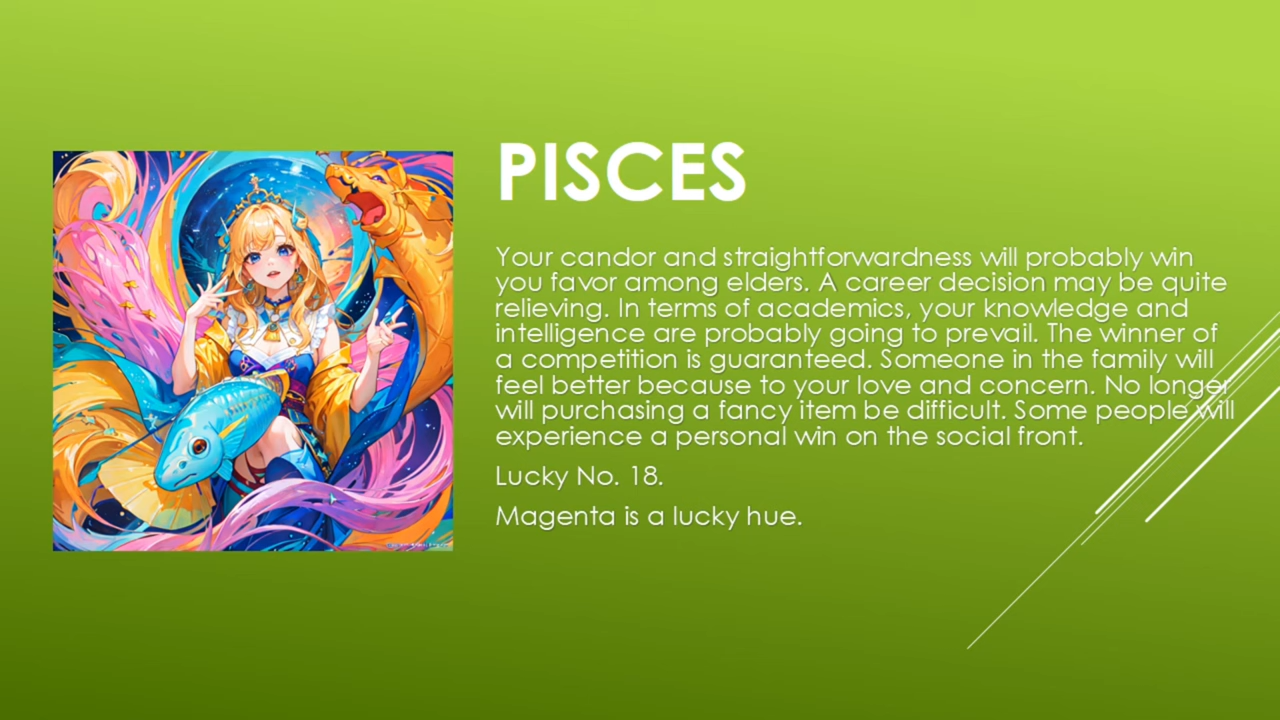 PISCES
Your candor and straightforwardness will probably win
you favor among elders. A career decision may be quite
relieving. In terms of academics, your knowledge and
intelligence are probably going to prevail. The winner of
a competition is guaranteed. Someone in the family will
feel better because to your love and concern. No longer
will purchasing a fancy item be difficult. Some people will
experience a personal win on the social front.
Lucky No. 18.
Magenta is a lucky hue.